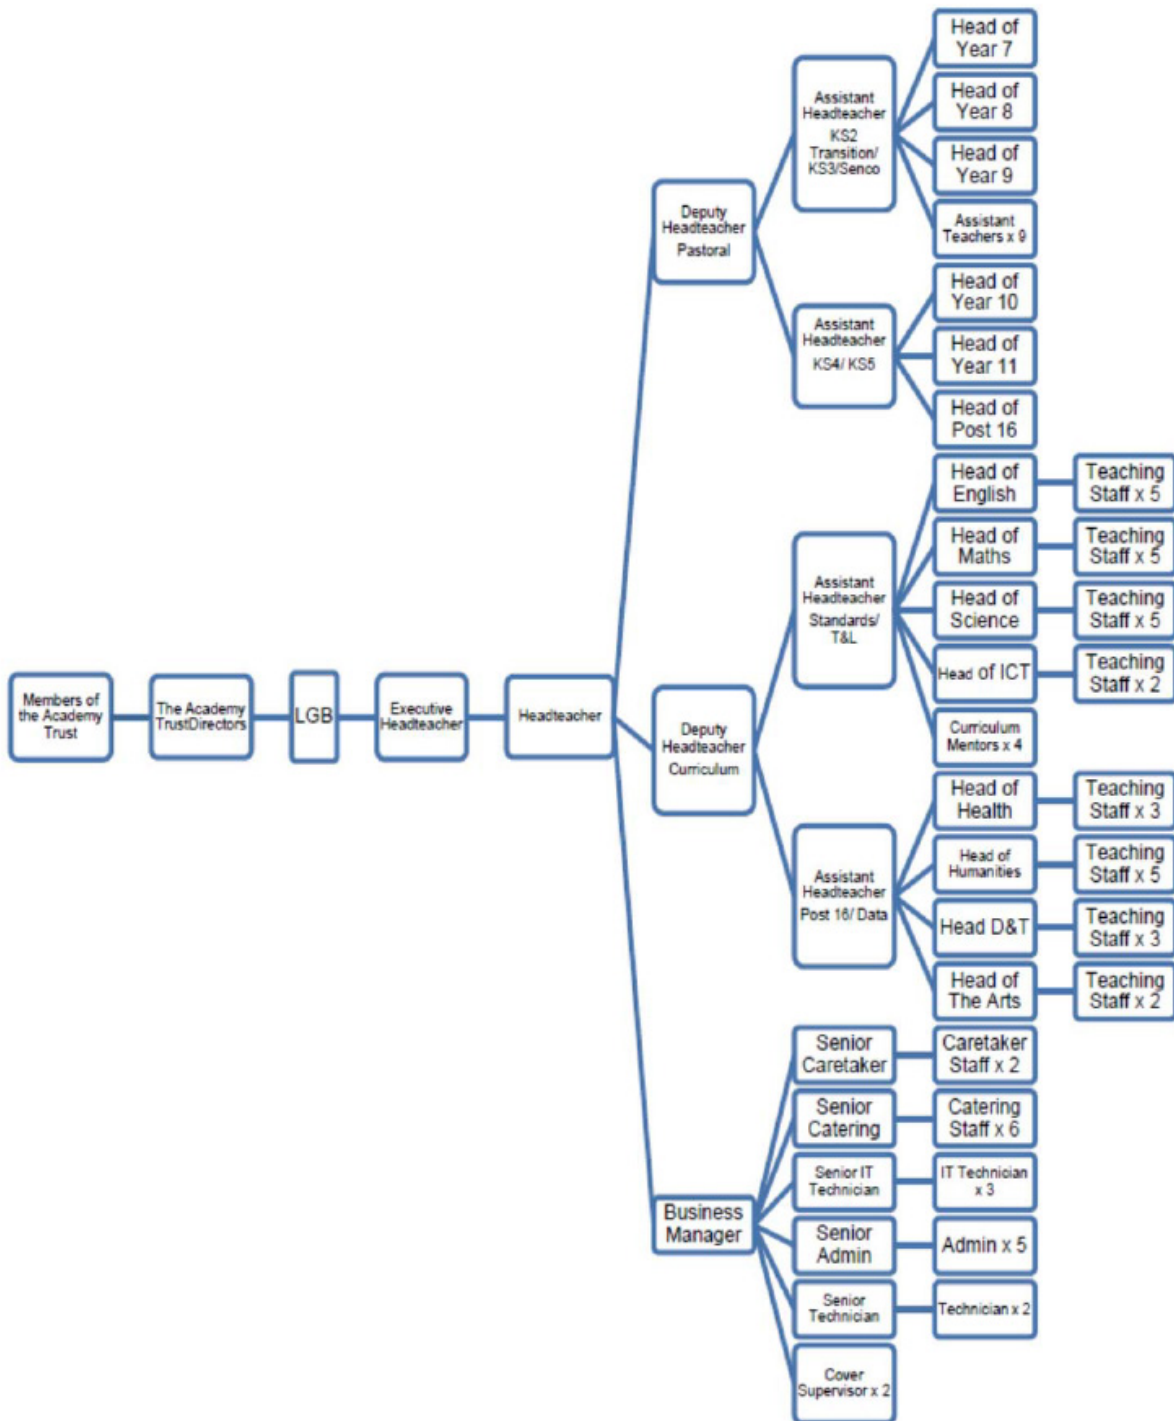 Members of
the Academy
Trust
The Academy
TrustDirectors
LGB
Executive
Headteacher
Headteacher
Deputy
Headteacher
Pastoral
Assistant
Headteacher
KS2
Transition/
KS3/Senco
Head of
Year 7
Head of
Year 8
Head of
Year 9
Assistant
Teachers x 9
Assistant
Headteacher
KS4/ KS5
Head of
Year 10
Head of
Year 11
Head of
Post 16
Deputy
Headteacher
Curriculum
Assistant
Headteacher
Standards/
T&L
Head of
English
Teaching
Staff x 5
Head of
Maths
Teaching
Staff x 5
Head of
Science
Teaching
Staff x 5
Head of ICT
Teaching
Staff x 2
Curriculum
Mentors x 4
Assistant
Headteacher
Post 16/ Data
Head of
Health
Teaching
Staff x 3
Head of
Humanities
Teaching
Staff x 5
Head D&T
Teaching
Staff x 3
Head of
The Arts
Teaching
Staff x 2
Business
Manager
Senior
Caretaker
Caretaker
Staff x 2
Senior
Catering
Catering
Staff x 6
Senior IT
Technician
IT Technician
x 3
Senior
Admin
Admin x 5
Senior
Technician
Technician x 2
Cover
Supervisor x 2